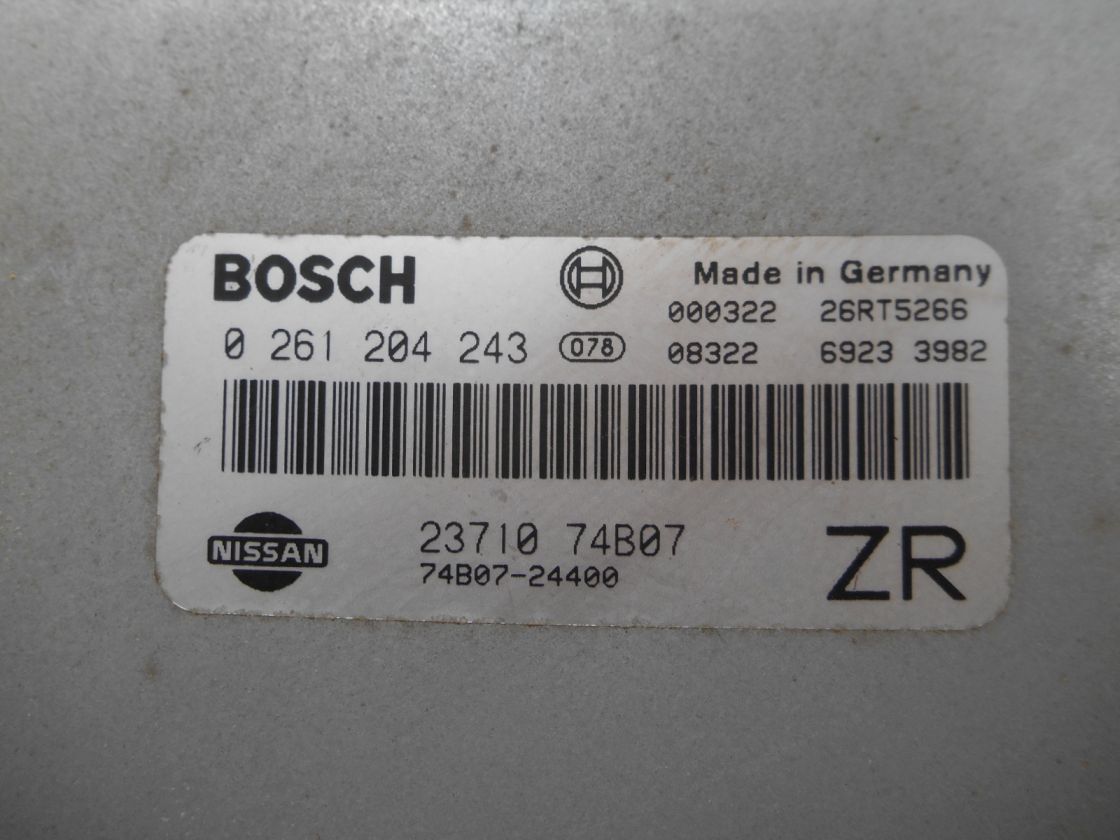 BOSCH
Made in Germany
000322 26RT5266
0 261 204 243 078
08322 6923 3982
NISSAN
23710 74B07
74B07-24400
ZR